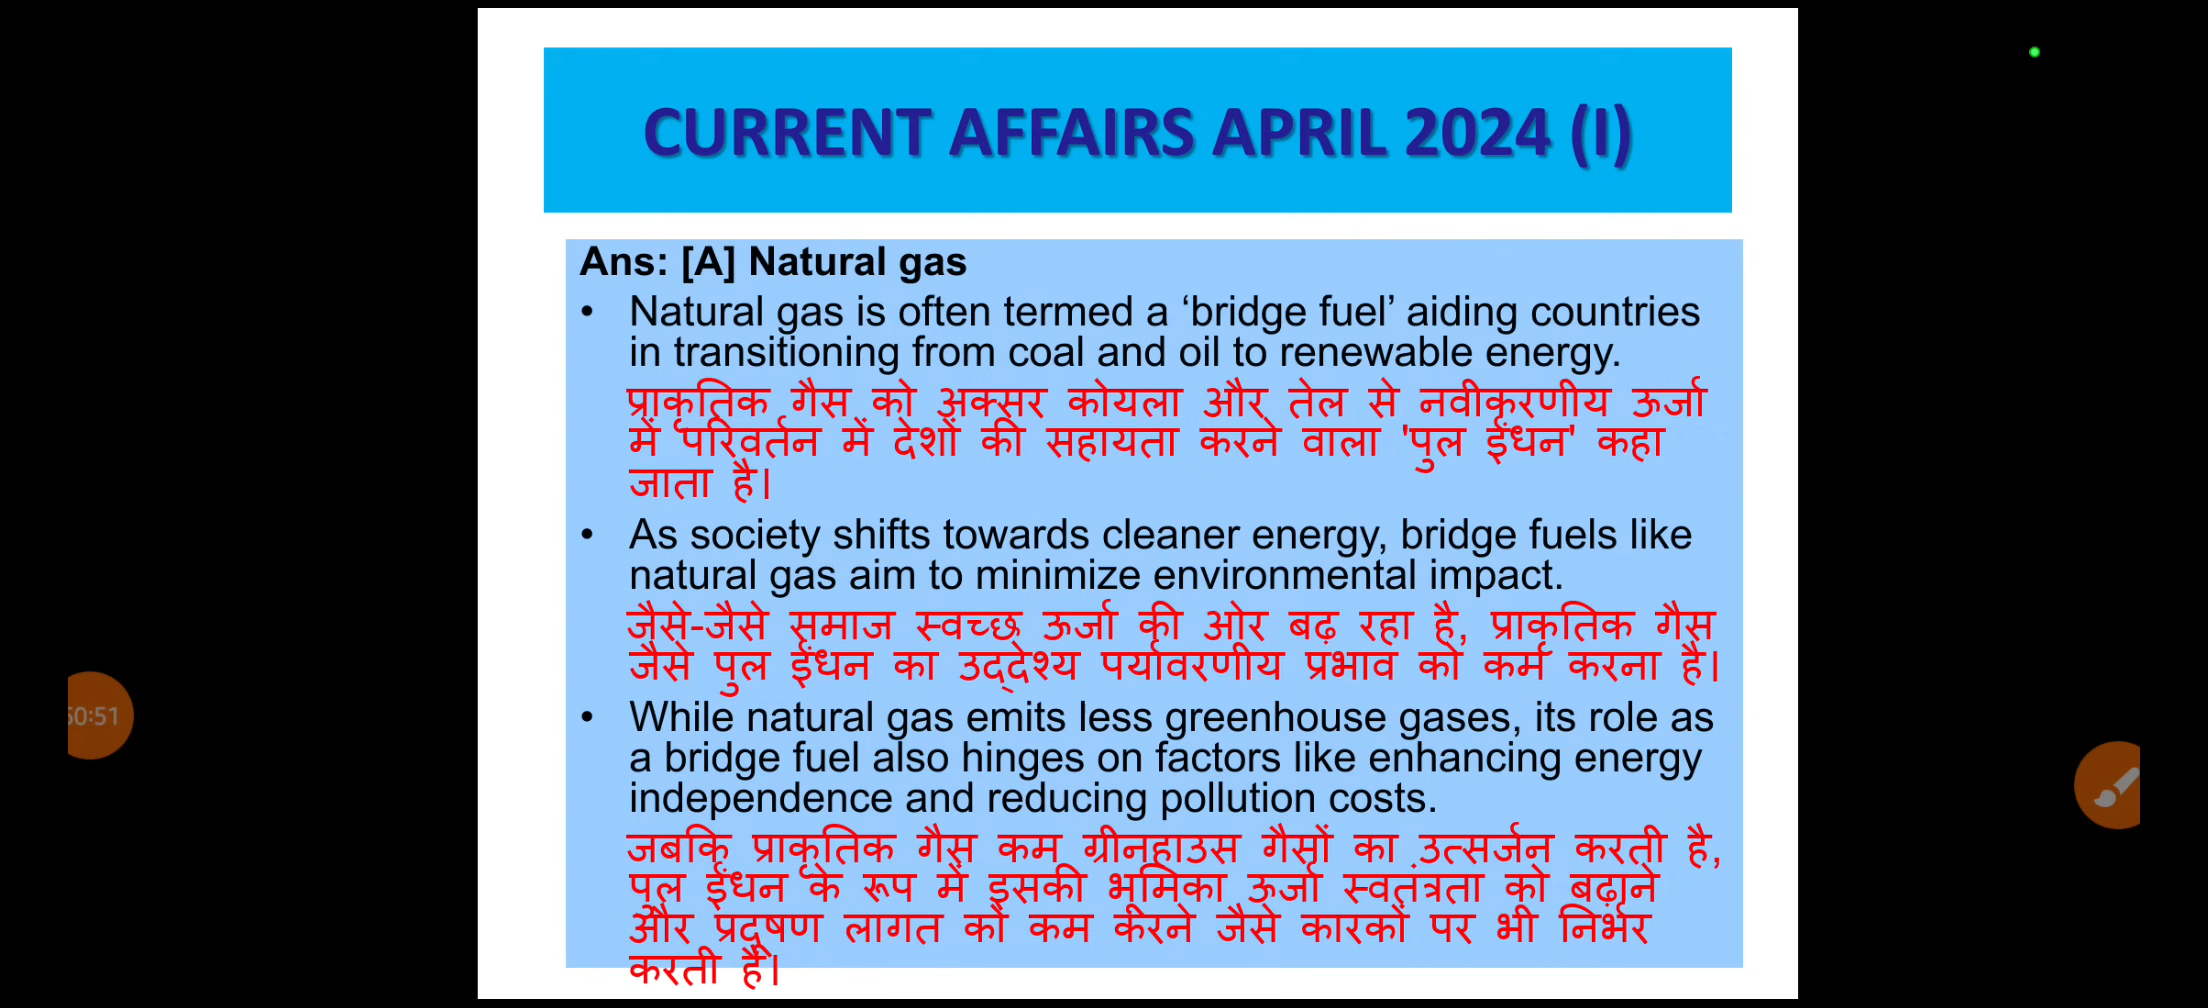 CURRENT AFFAIRS APRIL 2024 (I)
Ans: [A] Natural gas
• Natural gas is often termed a ‘bridge fuel’ aiding countries
in transitioning from coal and oil to renewable energy.
प्राकृतिक गैस को अक्सर कोयला और तेल से नवीकरणीय ऊर्जा
में परिवर्तन में देशों की सहायता करने वाला 'पुल ईंधन' कहा
जाता है।
• As society shifts towards cleaner energy, bridge fuels like
natural gas aim to minimize environmental impact.
जैसे-जैसे समाज स्वच्छ ऊर्जा की ओर बढ़ रहा है, प्राकृतिक गैस
जैसे पुल ईंधन का उद्देश्य पर्यावरणीय प्रभाव को कम करना है।
• While natural gas emits less greenhouse gases, its role as
a bridge fuel also hinges on factors like enhancing energy
independence and reducing pollution costs.
जबकि प्राकृतिक गैस कम ग्रीनहाउस गैसों का उत्सर्जन करती है,
पुल ईंधन के रूप में इसकी भूमिका ऊर्जा स्वतंत्रता को बढ़ाने
और प्रदूषण लागत को कम करने जैसे कारकों पर भी निर्भर
करती है।
50:51